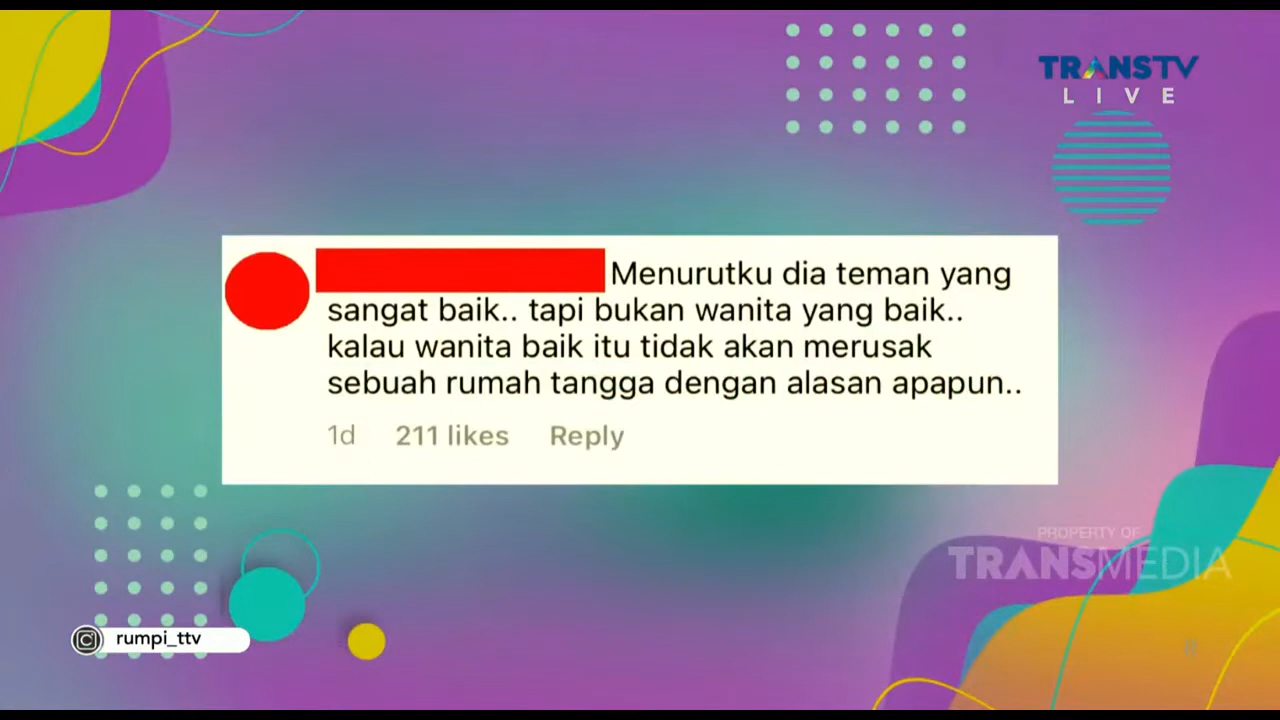 TRANSTV
LIVE
Menurutku dia teman yang
sangat baik.. tapi bukan wanita yang baik..
kalau wanita baik itu tidak akan merusak
sebuah rumah tangga dengan alasan apapun..
1d 211 likes Reply
PROPERTY OF
TRANSMEDIA
rumpi_ttv